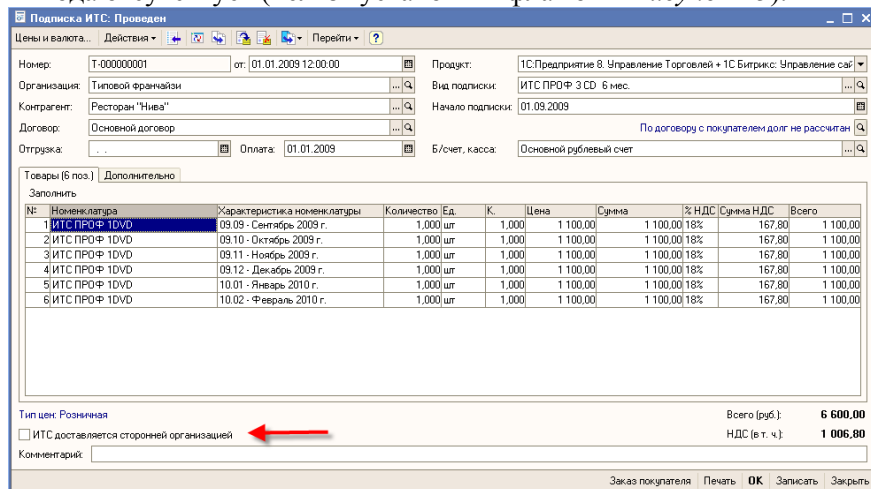 Подписка ИТС: Проведен
Цены и валюта... Действия Перейти ?
Номер: Т-000000001 от: 01.01.2009 12:00:00 Продукт: 1С:Предприятие 8. Управление Торговлей + 1С Битрикс: Управление сай
Организация: Типовой франчайзи ... Вид подписки: ИТС ПРОФ 3 CD 6 мес. ...
Контрагент: Ресторан "Нива" ... Начало подписки: 01.09.2009
Договор: Основной договор ... По договору с покупателем долг не рассчитан
Отгрузка: . . Оплата: 01.01.2009 Б/счет, касса: Основной рублевый счет ...
Товары (6 поз.) Дополнительно
Заполнить
№ Номенклатура Характеристика номенклатуры Количество Ед. К. Цена Сумма % НДС Сумма НДС Всего
1 ИТС ПРОФ 1DVD 09.09 - Сентябрь 2009 г. 1,000 шт 1,000 1 100,00 1 100,00 18% 167,80 1 100,00
2 ИТС ПРОФ 1DVD 09.10 - Октябрь 2009 г. 1,000 шт 1,000 1 100,00 1 100,00 18% 167,80 1 100,00
3 ИТС ПРОФ 1DVD 09.11 - Ноябрь 2009 г. 1,000 шт 1,000 1 100,00 1 100,00 18% 167,80 1 100,00
4 ИТС ПРОФ 1DVD 09.12 - Декабрь 2009 г. 1,000 шт 1,000 1 100,00 1 100,00 18% 167,80 1 100,00
5 ИТС ПРОФ 1DVD 10.01 - Январь 2010 г. 1,000 шт 1,000 1 100,00 1 100,00 18% 167,80 1 100,00
6 ИТС ПРОФ 1DVD 10.02 - Февраль 2010 г. 1,000 шт 1,000 1 100,00 1 100,00 18% 167,80 1 100,00
Тип цен: Розничная Всего (руб.): 6 600,00
ИТС доставляется сторонней организацией НДС (в т. ч.): 1 006,80
Комментарий:
Заказ покупателя Печать OK Записать Закрыть